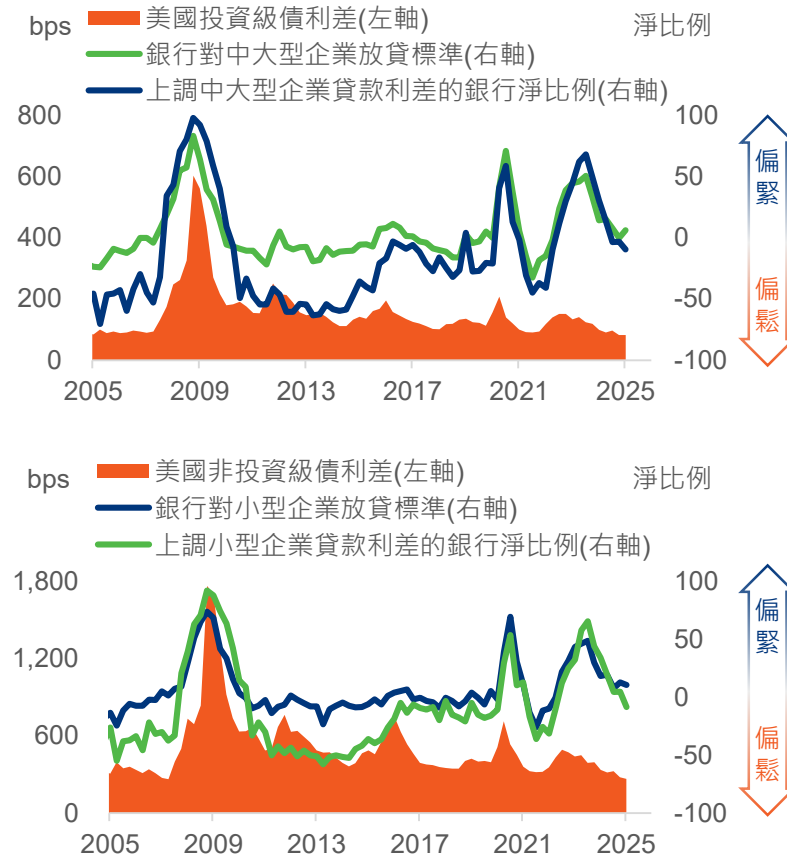 bps
美國投資級債利差(左軸)
淨比例
銀行對中大型企業放貸標準(右軸)
上調中大型企業貸款利差的銀行淨比例(右軸)
800
600
400
200
0
100
50
0
-50
-100
偏緊
偏鬆
2005 2009 2013 2017 2021 2025
bps
美國非投資級債利差(左軸)
淨比例
銀行對小型企業放貸標準(右軸)
上調小型企業貸款利差的銀行淨比例(右軸)
1,800
1,200
600
0
100
50
0
-50
-100
偏緊
偏鬆
2005 2009 2013 2017 2021 2025